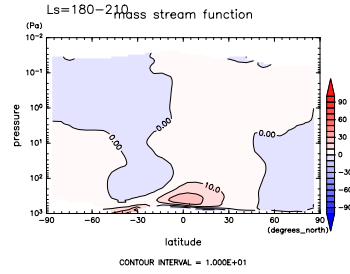 Ls=180-210
mass stream function
(Pa)
10⁻²
10⁻¹
10⁰
10¹
10²
10³
pressure
0.00
0.00
0.00
10.0
90
60
30
0
−30
−60
−90
−90 −60 −30 0 30 60 90
(degrees_north)
latitude
CONTOUR INTERVAL = 1.000E+01